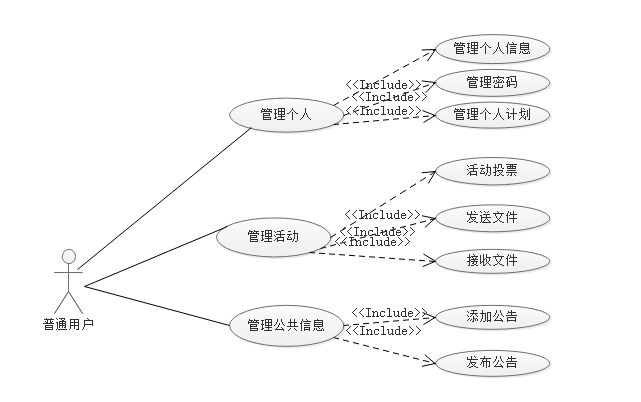 管理个人信息
<<Include>>
管理密码
<<Include>>
管理个人
<<Include>>
管理个人计划
活动投票
<<Include>>
发送文件
<<Include>>
管理活动
<<Include>>
接收文件
<<Include>>
添加公告
管理公共信息
<<Include>>
普通用户
发布公告